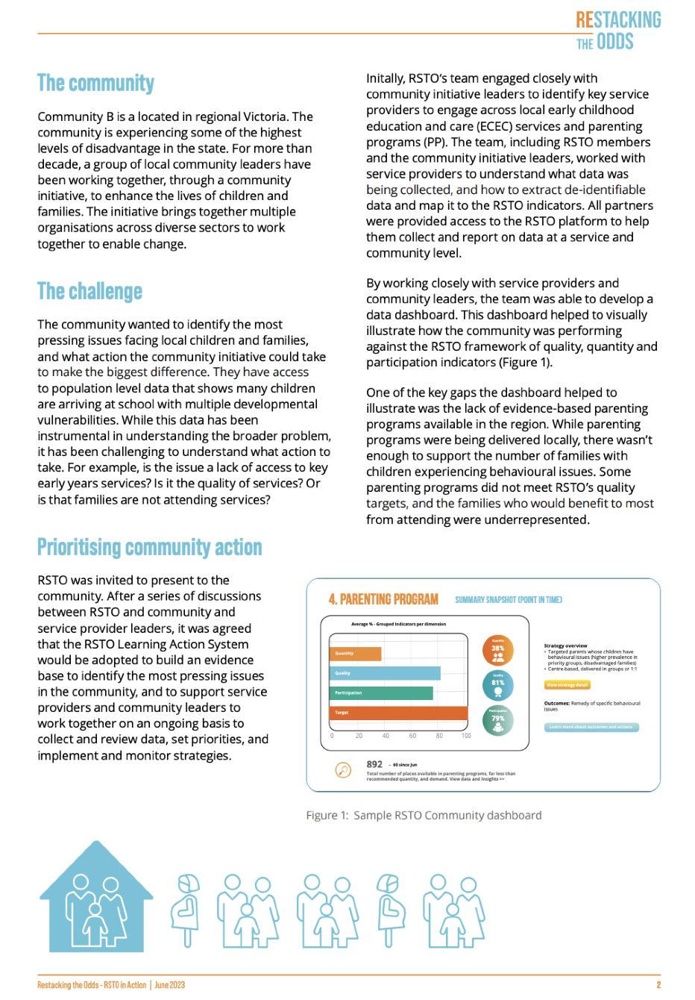 RESTACKING
THE ODDS
The community
Community B is a located in regional Victoria. The
community is experiencing some of the highest
levels of disadvantage in the state. For more than
decade, a group of local community leaders have
been working together, through a community
initiative, to enhance the lives of children and
families. The initiative brings together multiple
organisations across diverse sectors to work
together to enable change.
The challenge
The community wanted to identify the most
pressing issues facing local children and families,
and what action the community initiative could take
to make the biggest difference. They have access
to population level data that shows many children
are arriving at school with multiple developmental
vulnerabilities. While this data has been
instrumental in understanding the broader problem,
it has been challenging to understand what action to
take. For example, is the issue a lack of access to key
early years services? Is it the quality of services? Or
is that families are not attending services?
Prioritising community action
RSTO was invited to present to the
community. After a series of discussions
between RSTO and community and
service provider leaders, it was agreed
that the RSTO Learning Action System
would be adopted to build an evidence
base to identify the most pressing issues
in the community, and to support service
providers and community leaders to
work together on an ongoing basis to
collect and review data, set priorities, and
implement and monitor strategies.
Initally, RSTO's team engaged closely with
community initiative leaders to identify key service
providers to engage across local early childhood
education and care (ECEC) services and parenting
programs (PP). The team, including RSTO members
and the community initiative leaders, worked with
service providers to understand what data was
being collected, and how to extract de-identifiable
data and map it to the RSTO indicators. All partners
were provided access to the RSTO platform to help
them collect and report on data at a service and
community level.
By working closely with service providers and
community leaders, the team was able to develop a
data dashboard. This dashboard helped to visually
illustrate how the community was performing
against the RSTO framework of quality, quantity and
participation indicators (Figure 1).
One of the key gaps the dashboard helped to
illustrate was the lack of evidence-based parenting
programs available in the region. While parenting
programs were being delivered locally, there wasn't
enough to support the number of families with
children experiencing behavioural issues. Some
parenting programs did not meet RSTO's quality
targets, and the families who would benefit to most
from attending were underrepresented.
4. PARENTING PROGRAM SUMMARY SNAPSHOT (POINT IN TIME)
Average % - Grouped Indicators per dimension
Quantity
Quality
Participation
Target
0 20 40 60 80 100
Quantity
38%
Quality
81%
Participation
79%
Strategy overview
• Targeted parents whose children have
behavioural issues (higher prevalence in
priority groups, disadvantaged families)
• Centre-based, delivered in groups or 1:1
View strategy detail
Outcomes: Remedy of specific behavioural
issues
Learn more about outcomes and actions
892 - 60 since Jun
Total number of places available in parenting programs, far less than
recommended quantity, and demand. View data and Insights >>
Figure 1: Sample RSTO Community dashboard
Restacking the Odds – RSTO in Action | June 2023
2